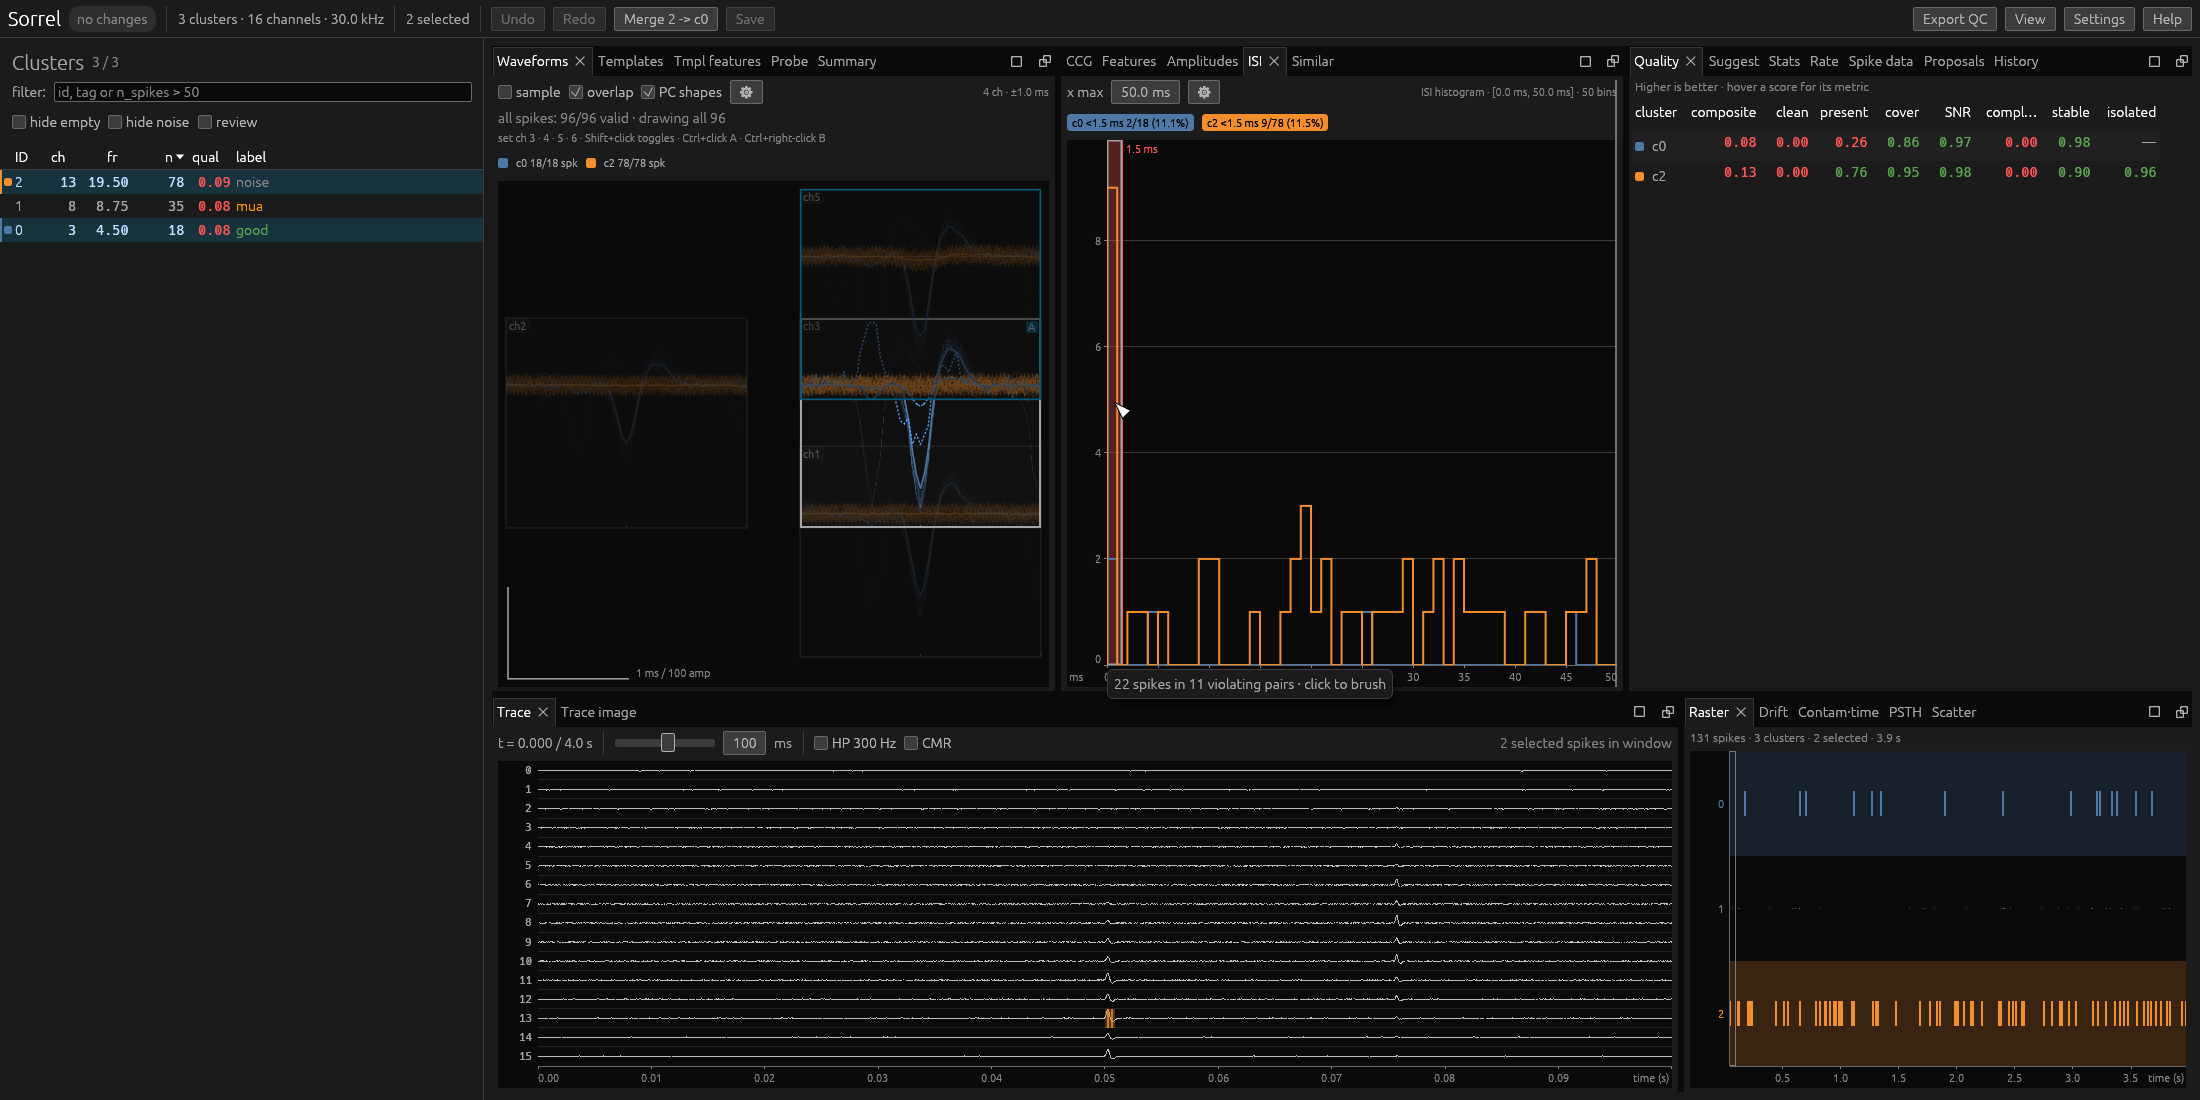 Sorrel no changes 3 clusters · 16 channels · 30.0 kHz 2 selected Undo Redo Merge 2 -> c0 Save Export QC View Settings Help
Clusters 3 / 3
filter: id, tag or n_spikes > 50
hide empty hide noise review
ID ch fr n qual label
2 13 19.50 78 0.09 noise
1 8 8.75 35 0.08 mua
0 3 4.50 18 0.08 good
Waveforms Templates Tmpl features Probe Summary
sample overlap PC shapes 4 ch · ±1.0 ms
all spikes: 96/96 valid · drawing all 96
set ch 3 · 4 · 5 · 6 · Shift+click toggles · Ctrl+click A · Ctrl+right-click B
c0 18/18 spk c2 78/78 spk
ch5
ch2
ch3 A
ch1
1 ms / 100 amp
CCG Features Amplitudes ISI Similar
x max 50.0 ms ISI histogram · [0.0 ms, 50.0 ms] · 50 bins
c0 <1.5 ms 2/18 (11.1%) c2 <1.5 ms 9/78 (11.5%)
1.5 ms
8
6
4
2
0
ms 30 35 40 45 50
22 spikes in 11 violating pairs · click to brush
Quality Suggest Stats Rate Spike data Proposals History
Higher is better · hover a score for its metric
cluster composite clean present cover SNR compl... stable isolated
c0 0.08 0.00 0.26 0.86 0.97 0.00 0.98 —
c2 0.13 0.00 0.76 0.95 0.98 0.00 0.90 0.96
Trace Trace image
t = 0.000 / 4.0 s 100 ms HP 300 Hz CMR 2 selected spikes in window
0
1
2
3
4
5
6
7
8
9
10
11
12
13
14
15
0.00 0.01 0.02 0.03 0.04 0.05 0.06 0.07 0.08 0.09 time (s)
Raster Drift Contam·time PSTH Scatter
131 spikes · 3 clusters · 2 selected · 3.9 s
0
1
2
0.5 1.0 1.5 2.0 2.5 3.0 3.5 time (s)